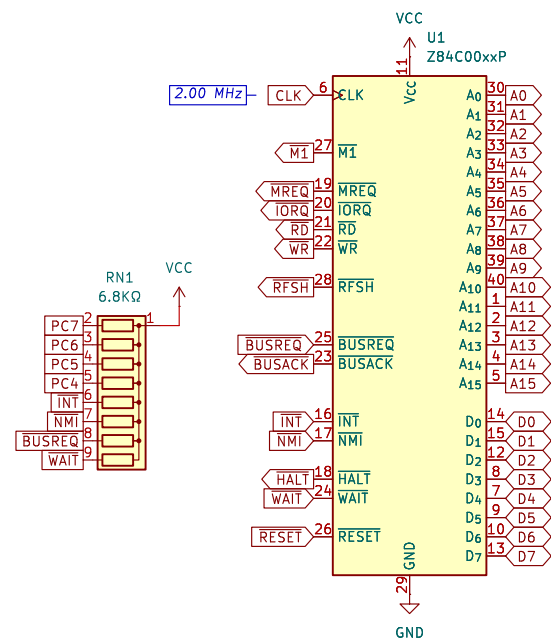 VCC
U1
Z84C00xxP
11
VCC
2.00 MHz
CLK 6 CLK
A0 30 A0
A1 31 A1
A2 32 A2
M1 27 M1
A3 33 A3
A4 34 A4
MREQ 19 MREQ
A5 35 A5
IORQ 20 IORQ
A6 36 A6
RD 21 RD
A7 37 A7
WR 22 WR
A8 38 A8
A9 39 A9
RFSH 28 RFSH
A10 40 A10
A11 1 A11
A12 2 A12
BUSREQ 25 BUSREQ
A13 3 A13
BUSACK 23 BUSACK
A14 4 A14
A15 5 A15
INT 16 INT
D0 14 D0
NMI 17 NMI
D1 15 D1
D2 12 D2
HALT 18 HALT
D3 8 D3
WAIT 24 WAIT
D4 7 D4
D5 9 D5
RESET 26 RESET
D6 10 D6
D7 13 D7
GND
29
GND
RN1
6.8KΩ
VCC
PC7 2 1
PC6 3
PC5 4
PC4 5
INT 6
NMI 7
BUSREQ 8
WAIT 9